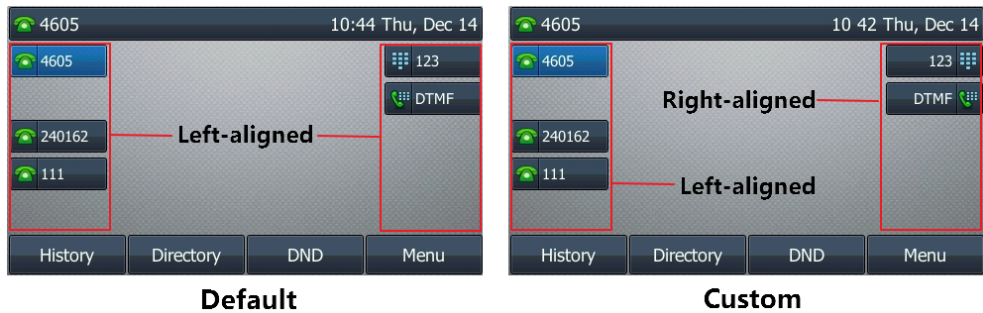 4605 10:44 Thu, Dec 14
4605 123
DTMF
240162
Left-aligned
111
History Directory DND Menu
Default
4605 10 42 Thu, Dec 14
4605 123
Right-aligned DTMF
240162
111
Left-aligned
History Directory DND Menu
Custom